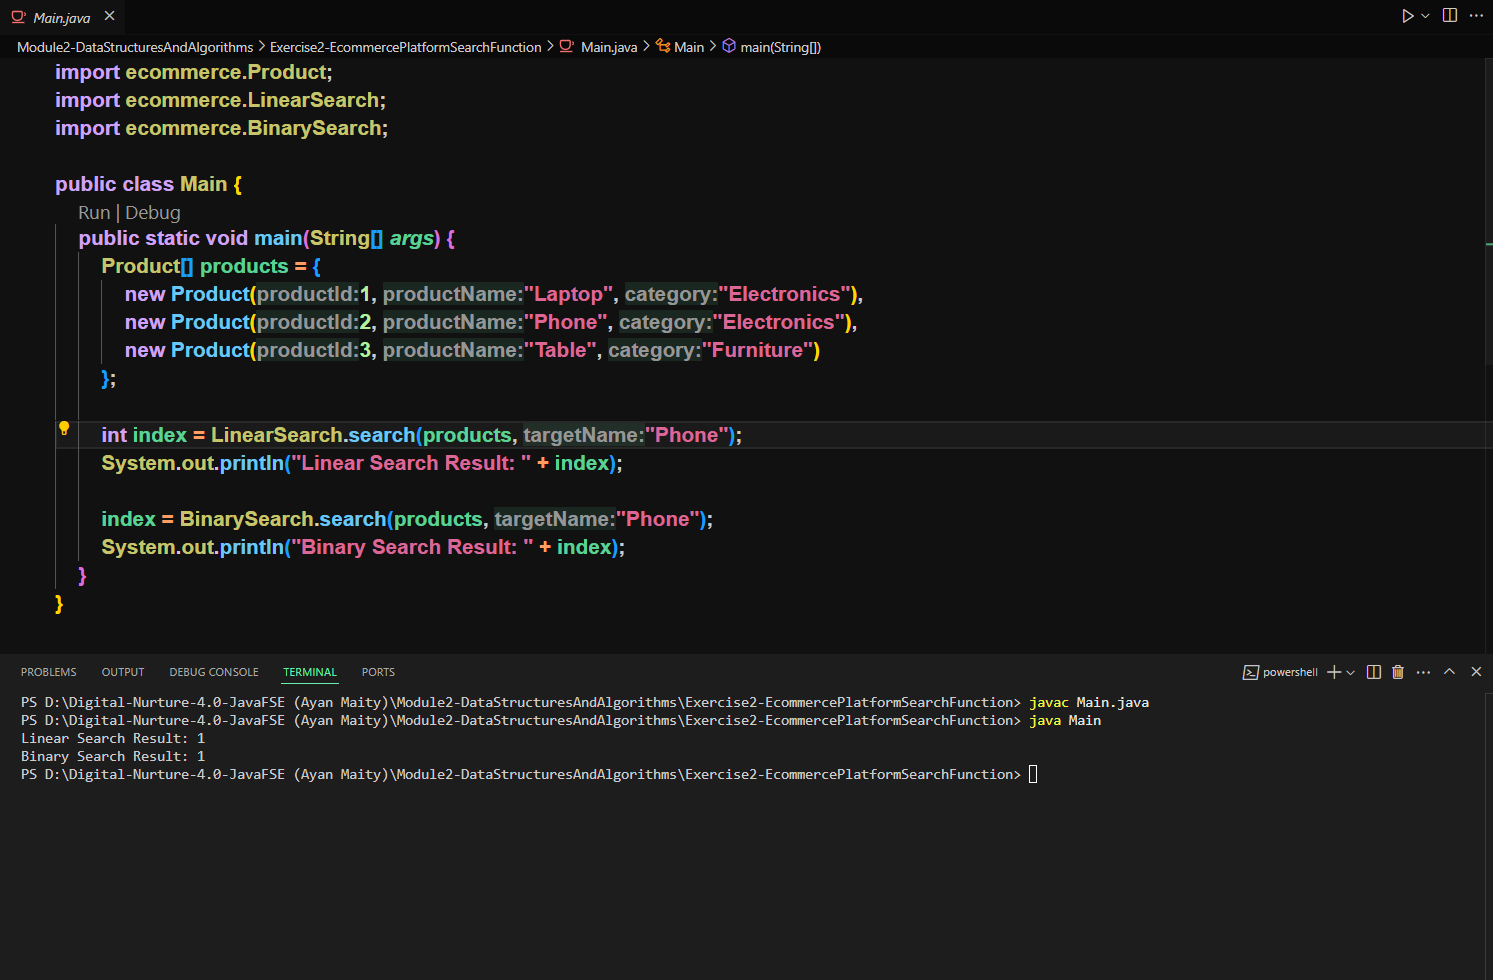 Main.java
Module2-DataStructuresAndAlgorithms > Exercise2-EcommercePlatformSearchFunction > Main.java > Main > main(String[])
import ecommerce.Product;
import ecommerce.LinearSearch;
import ecommerce.BinarySearch;
public class Main {
Run | Debug
public static void main(String[] args) {
Product[] products = {
new Product(productId:1, productName:"Laptop", category:"Electronics"),
new Product(productId:2, productName:"Phone", category:"Electronics"),
new Product(productId:3, productName:"Table", category:"Furniture")
};
int index = LinearSearch.search(products, targetName:"Phone");
System.out.println("Linear Search Result: " + index);
index = BinarySearch.search(products, targetName:"Phone");
System.out.println("Binary Search Result: " + index);
}
}
PROBLEMS OUTPUT DEBUG CONSOLE TERMINAL PORTS powershell
PS D:\Digital-Nurture-4.0-JavaFSE (Ayan Maity)\Module2-DataStructuresAndAlgorithms\Exercise2-EcommercePlatformSearchFunction> javac Main.java
PS D:\Digital-Nurture-4.0-JavaFSE (Ayan Maity)\Module2-DataStructuresAndAlgorithms\Exercise2-EcommercePlatformSearchFunction> java Main
Linear Search Result: 1
Binary Search Result: 1
PS D:\Digital-Nurture-4.0-JavaFSE (Ayan Maity)\Module2-DataStructuresAndAlgorithms\Exercise2-EcommercePlatformSearchFunction>